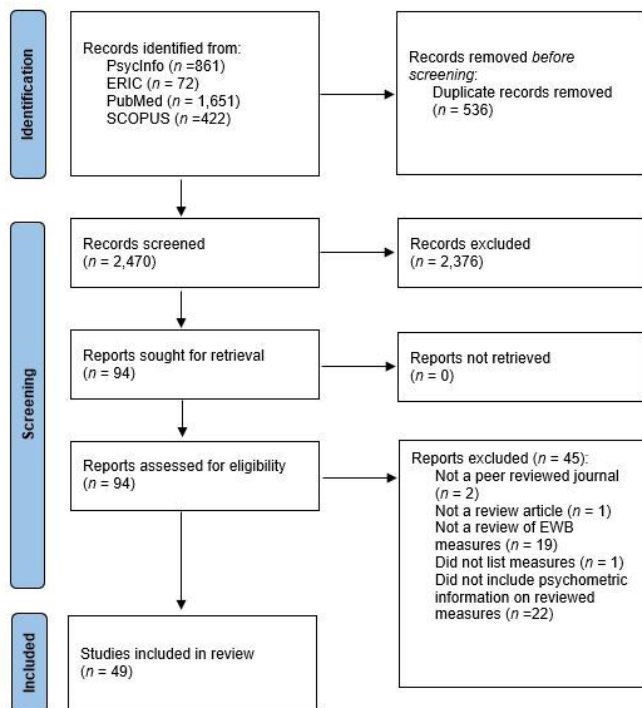 Identification
Records identified from:
PsycInfo (n =861)
ERIC (n = 72)
PubMed (n = 1,651)
SCOPUS (n =422)
Records removed before
screening:
Duplicate records removed
(n = 536)
Screening
Records screened
(n = 2,470)
Records excluded
(n = 2,376)
Reports sought for retrieval
(n = 94)
Reports not retrieved
(n = 0)
Reports assessed for eligibility
(n = 94)
Reports excluded (n = 45):
Not a peer reviewed journal
(n = 2)
Not a review article (n = 1)
Not a review of EWB
measures (n = 19)
Did not list measures (n = 1)
Did not include psychometric
information on reviewed
measures (n =22)
Included
Studies included in review
(n = 49)